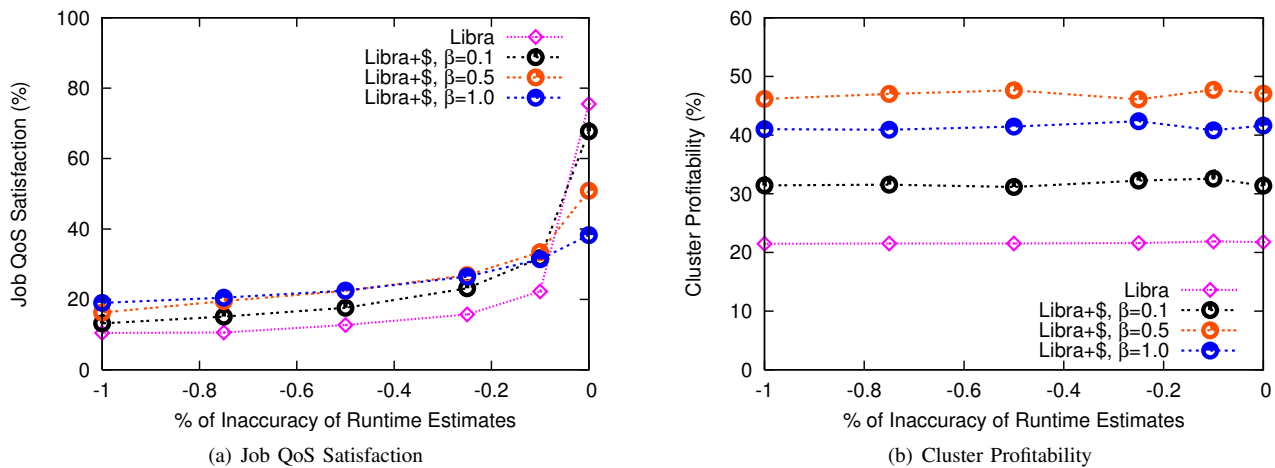 100
80
60
40
20
0
-1
-0.8
-0.6
-0.4
-0.2
0
Job QoS Satisfaction (%)
% of Inaccuracy of Runtime Estimates
Libra
Libra+$, β=0.1
Libra+$, β=0.5
Libra+$, β=1.0
(a) Job QoS Satisfaction
60
50
40
30
20
10
0
-1
-0.8
-0.6
-0.4
-0.2
0
Cluster Profitability (%)
% of Inaccuracy of Runtime Estimates
Libra
Libra+$, β=0.1
Libra+$, β=0.5
Libra+$, β=1.0
(b) Cluster Profitability